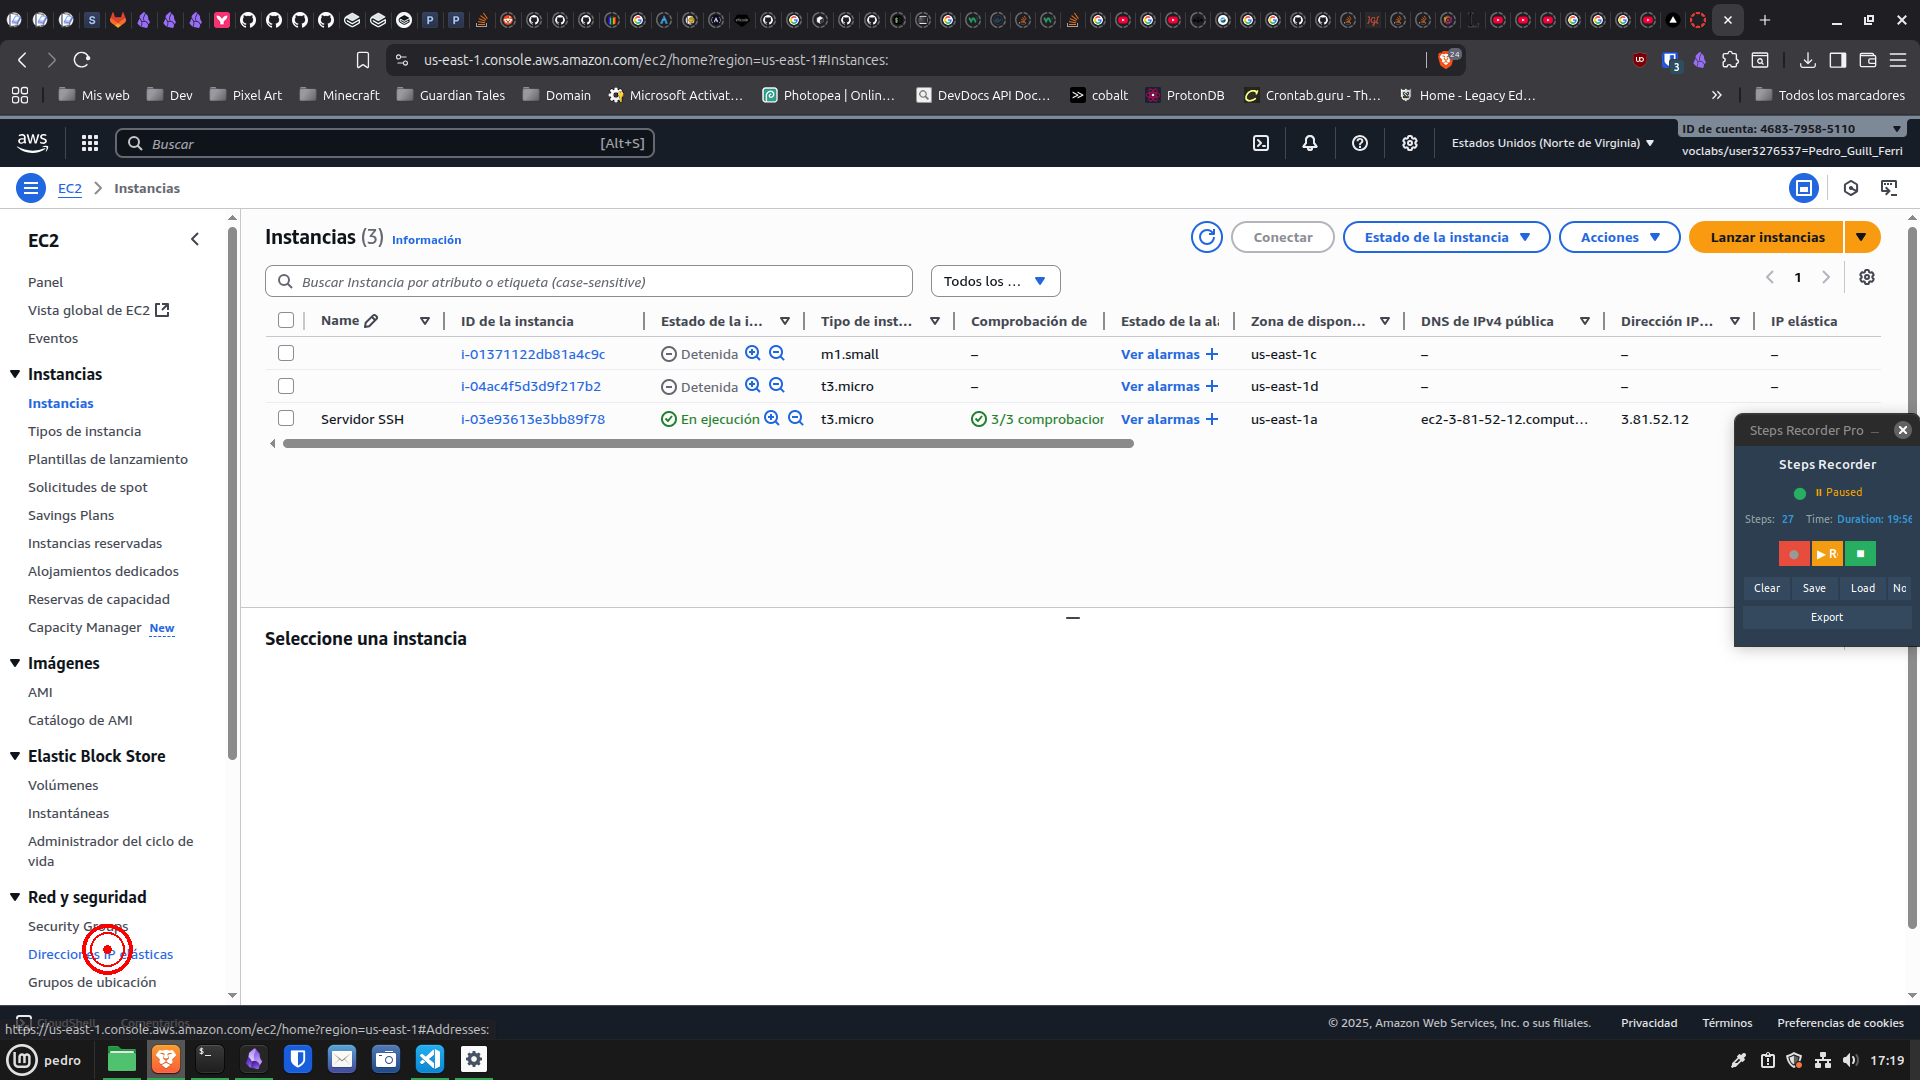 us-east-1.console.aws.amazon.com/ec2/home?region=us-east-1#Instances:
24
3
Mis web
Dev
Pixel Art
Minecraft
Guardian Tales
Domain
Microsoft Activat...
Photopea | Onlin...
DevDocs API Doc...
cobalt
ProtonDB
Crontab.guru - Th...
Home - Legacy Ed...
Todos los marcadores
aws
Buscar
[Alt+S]
Estados Unidos (Norte de Virginia)
ID de cuenta: 4683-7958-5110
voclabs/user3276537=Pedro_Guill_Ferri
EC2
Instancias
EC2
Panel
Vista global de EC2
Eventos
Instancias
Instancias
Tipos de instancia
Plantillas de lanzamiento
Solicitudes de spot
Savings Plans
Instancias reservadas
Alojamientos dedicados
Reservas de capacidad
Capacity Manager New
Imágenes
AMI
Catálogo de AMI
Elastic Block Store
Volúmenes
Instantáneas
Administrador del ciclo de
vida
Red y seguridad
Security Groups
Direcciones IP elásticas
Grupos de ubicación
Instancias (3) Información
Conectar
Estado de la instancia
Acciones
Lanzar instancias
Buscar Instancia por atributo o etiqueta (case-sensitive)
Todos los ...
1
Name ID de la instancia Estado de la i... Tipo de inst... Comprobación de Estado de la ala Zona de dispon... DNS de IPv4 pública Dirección IP... IP elástica
i-01371122db81a4c9c Detenida m1.small – Ver alarmas + us-east-1c – – –
i-04ac4f5d3d9f217b2 Detenida t3.micro – Ver alarmas + us-east-1d – – –
Servidor SSH i-03e93613e3bb89f78 En ejecución t3.micro 3/3 comprobacior Ver alarmas + us-east-1a ec2-3-81-52-12.comput... 3.81.52.12
Seleccione una instancia
Steps Recorder Pro
Steps Recorder
Paused
Steps: 27 Time: Duration: 19:56
R
Clear
Save
Load
No
Export
CloudShell
Comentarios
https://us-east-1.console.aws.amazon.com/ec2/home?region=us-east-1#Addresses:
© 2025, Amazon Web Services, Inc. o sus filiales.
Privacidad
Términos
Preferencias de cookies
pedro
17:19